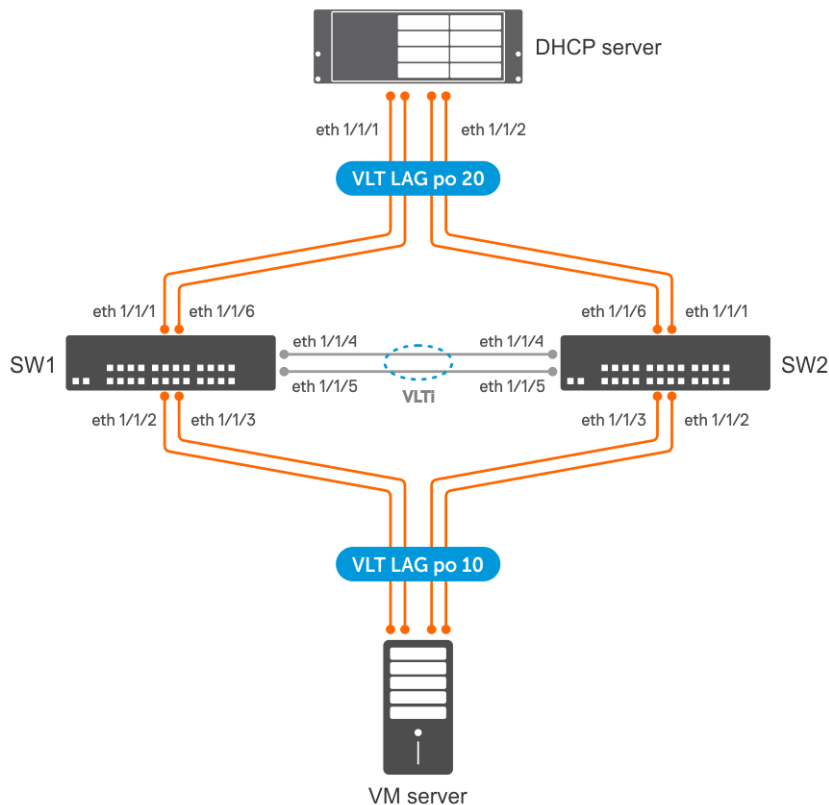 DHCP server
eth 1/1/1
eth 1/1/2
VLT LAG po 20
eth 1/1/1
eth 1/1/6
eth 1/1/6
eth 1/1/1
SW1
eth 1/1/4
eth 1/1/4
SW2
eth 1/1/5
VLTi
eth 1/1/5
eth 1/1/2
eth 1/1/3
eth 1/1/3
eth 1/1/2
VLT LAG po 10
VM server